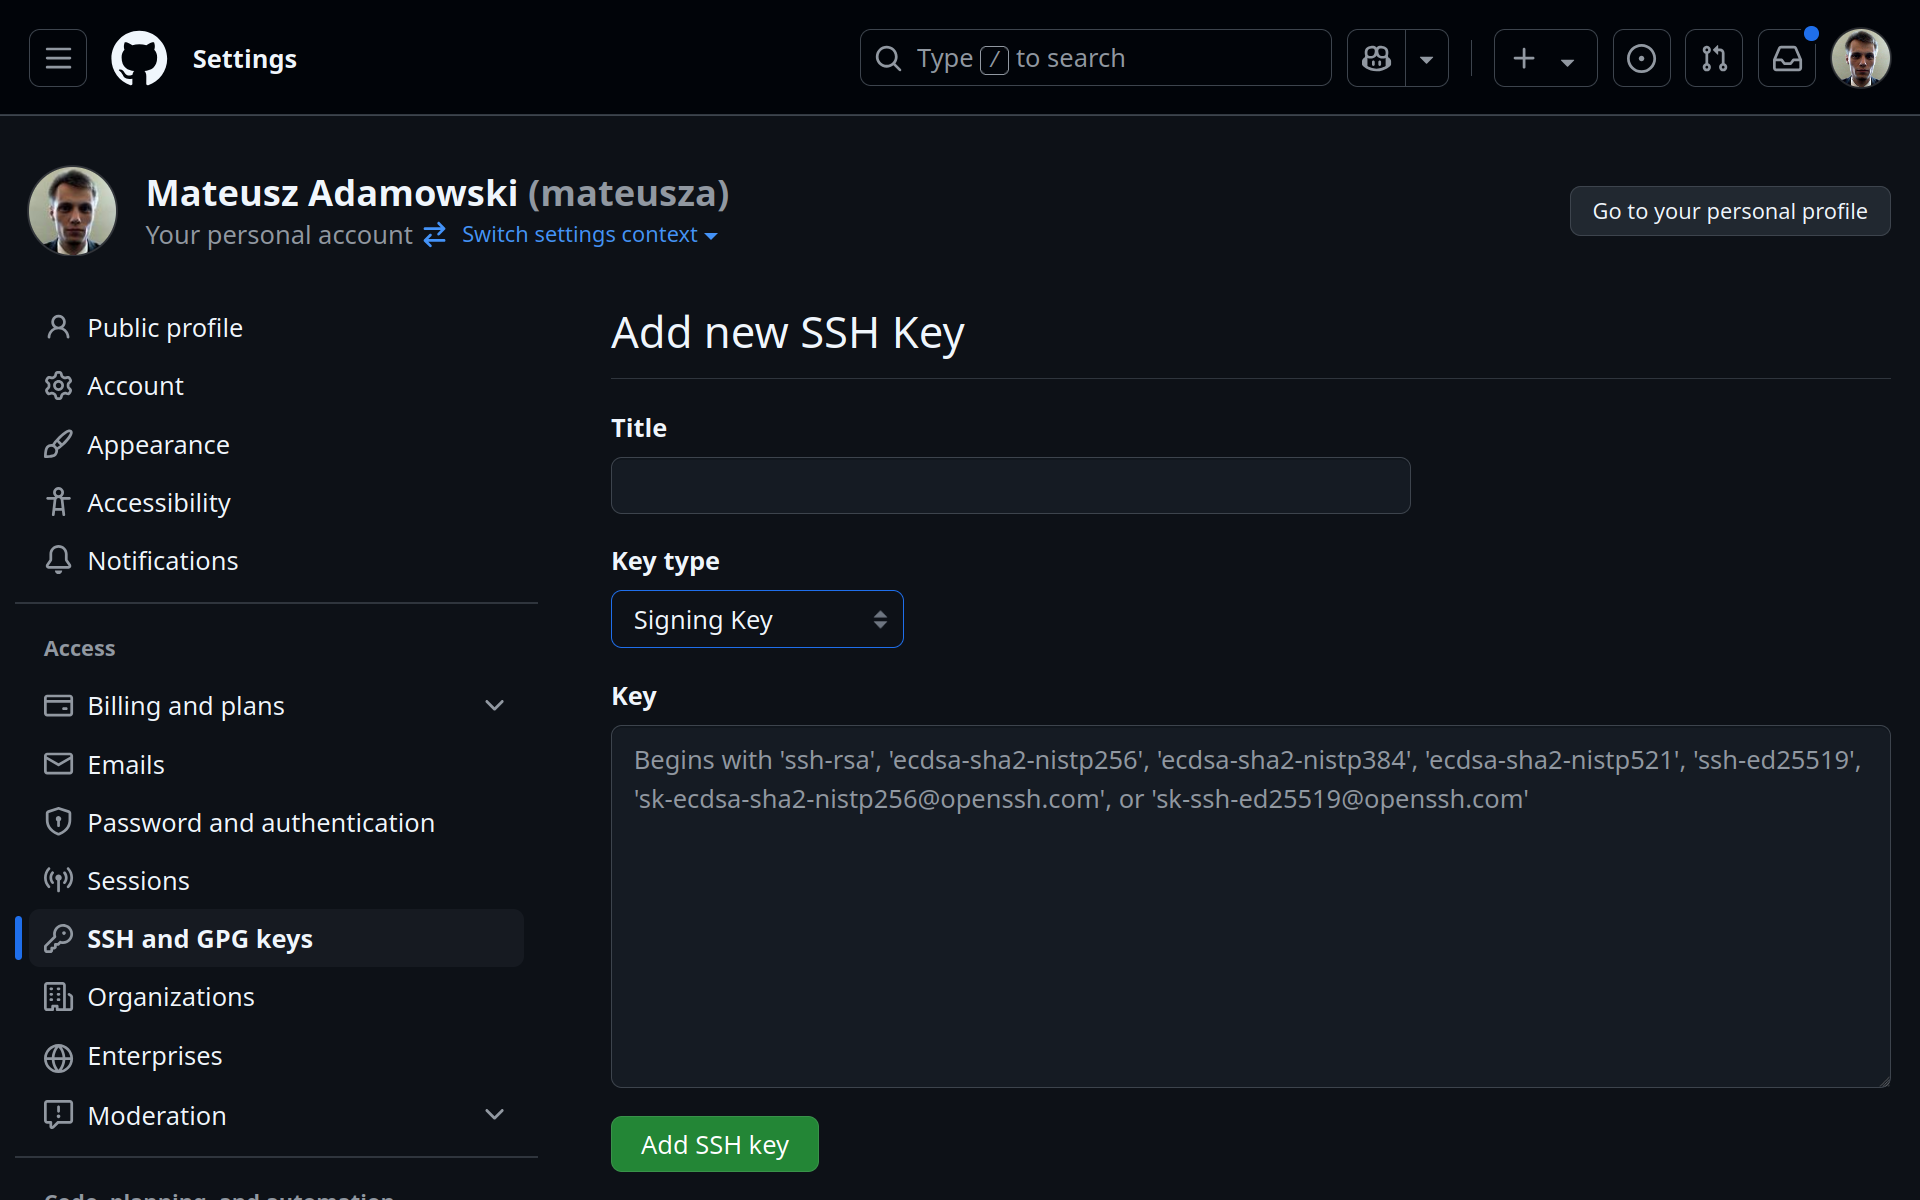 Settings
Type / to search
Mateusz Adamowski (mateusza)
Your personal account Switch settings context
Go to your personal profile
Public profile
Account
Appearance
Accessibility
Notifications
Access
Billing and plans
Emails
Password and authentication
Sessions
SSH and GPG keys
Organizations
Enterprises
Moderation
Code, planning, and automation
Add new SSH Key
Title
Key type
Signing Key
Key
Begins with 'ssh-rsa', 'ecdsa-sha2-nistp256', 'ecdsa-sha2-nistp384', 'ecdsa-sha2-nistp521', 'ssh-ed25519',
'sk-ecdsa-sha2-nistp256@openssh.com', or 'sk-ssh-ed25519@openssh.com'
Add SSH key